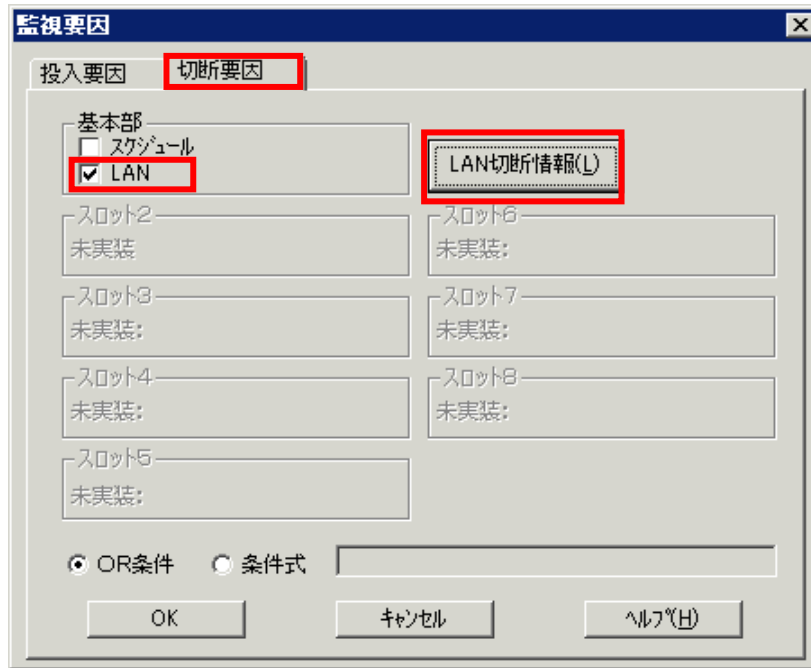 監視要因
投入要因 切断要因
基本部
スケジュール
LAN
LAN切断情報(L)
スロット2
未実装
スロット6
未実装:
スロット3
未実装:
スロット7
未実装:
スロット4
未実装:
スロット8
未実装:
スロット5
未実装:
OR条件 条件式
OK キャンセル ヘルプ(H)